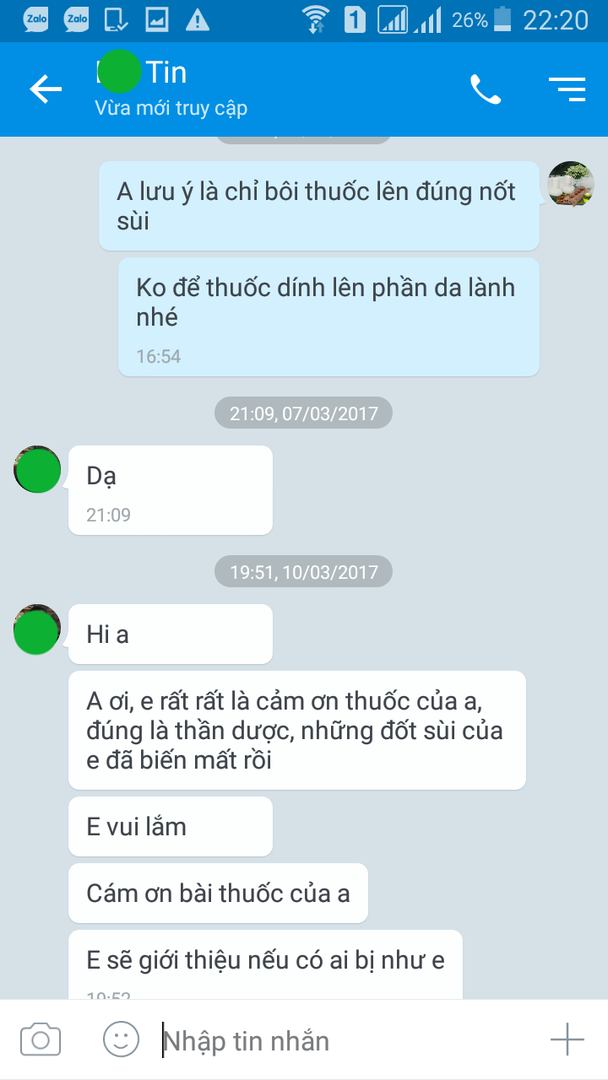 Zalo Zalo 1 26% 22:20
Tin
Vừa mới truy cập
A lưu ý là chỉ bôi thuốc lên đúng nốt
sùi
Ko để thuốc dính lên phần da lành
nhé
16:54
21:09, 07/03/2017
Dạ
21:09
19:51, 10/03/2017
Hi a
A ơi, e rất rất là cảm ơn thuốc của a,
đúng là thần dược, những đốt sùi của
e đã biến mất rồi
E vui lắm
Cám ơn bài thuốc của a
E sẽ giới thiệu nếu có ai bị như e
19:52
Nhập tin nhắn